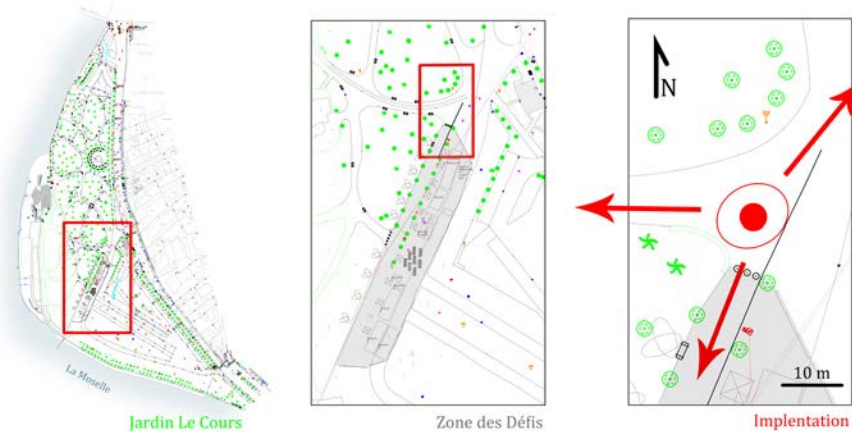 N
10 m
La Moselle
Jardin Le Cours
Zone des Défis
Implentation